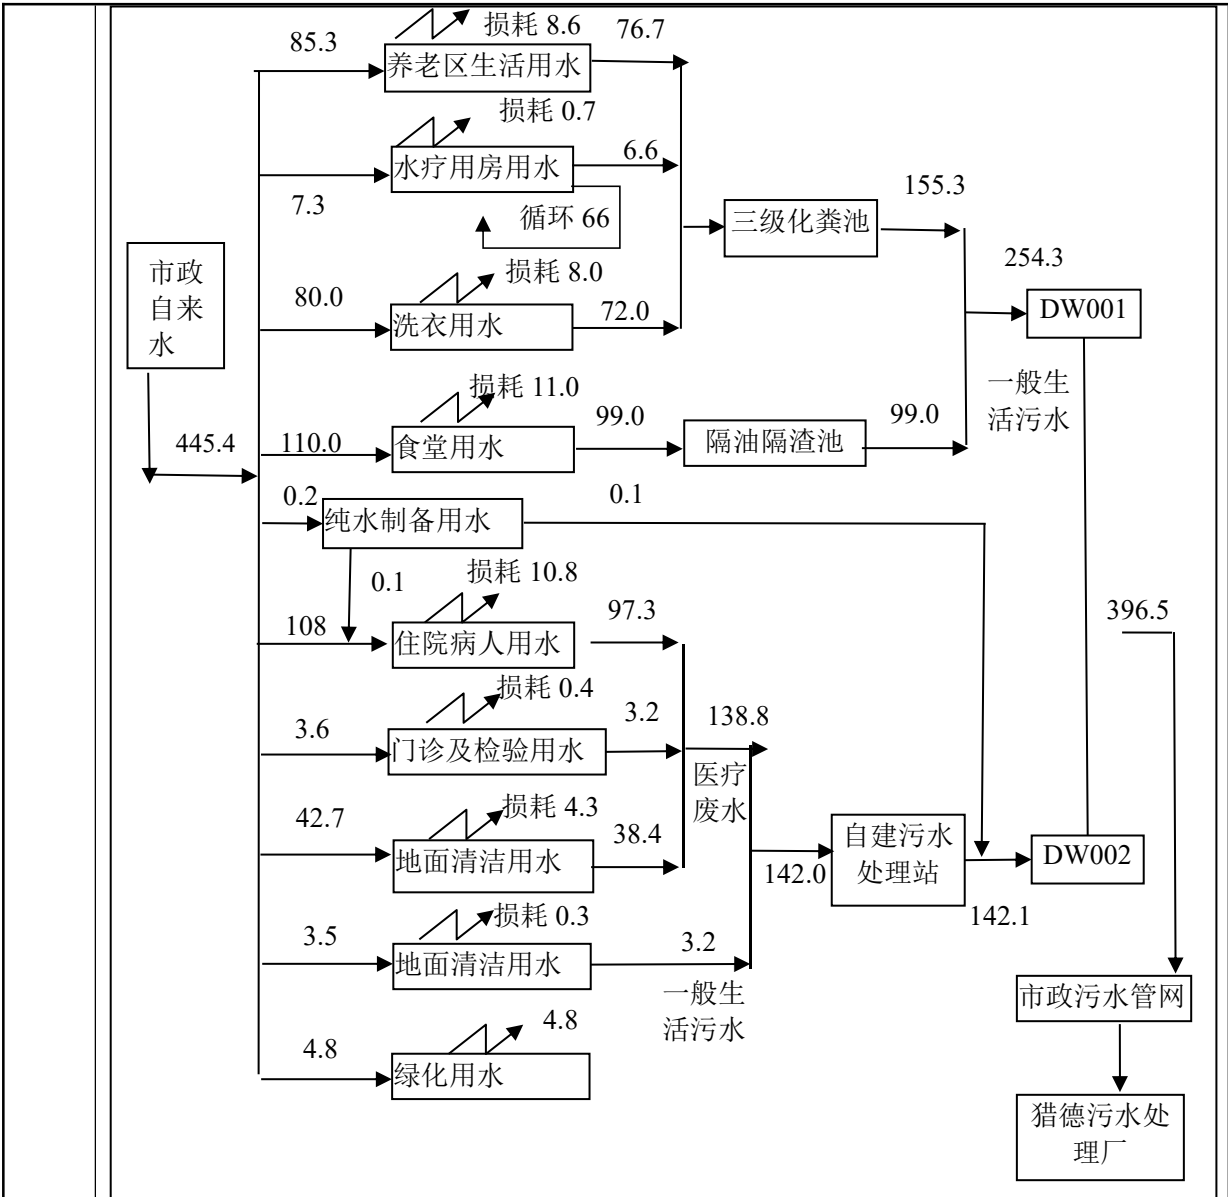 损耗 8.6
76.7
85.3
养老区生活用水
损耗 0.7
6.6
水疗用房用水
7.3
循环 66
155.3
三级化粪池
254.3
市政
自来
水
损耗 8.0
80.0
72.0
洗衣用水
DW001
一般生
活污水
损耗 11.0
99.0
99.0
445.4
110.0
食堂用水
隔油隔渣池
0.2
0.1
纯水制备用水
0.1
损耗 10.8
97.3
396.5
108
住院病人用水
损耗 0.4
3.2
138.8
3.6
门诊及检验用水
医疗
废水
损耗 4.3
42.7
38.4
地面清洁用水
142.0
自建污水
处理站
DW002
142.1
损耗 0.3
3.5
3.2
地面清洁用水
一般生
活污水
市政污水管网
4.8
4.8
绿化用水
猎德污水处
理厂